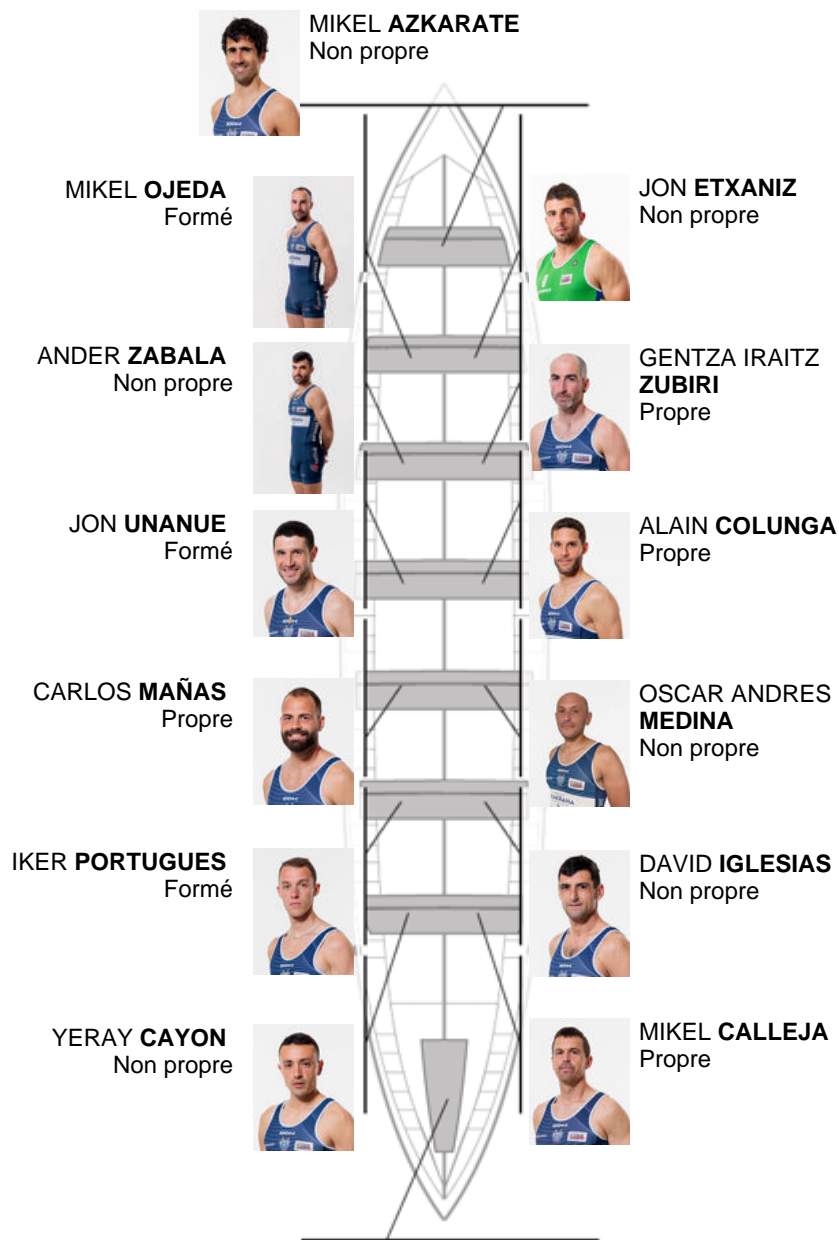 MIKEL AZKARATE
Non propre
MIKEL OJEDA
Formé
JON ETXANIZ
Non propre
ANDER ZABALA
Non propre
GENTZA IRAITZ
ZUBIRI
Propre
JON UNANUE
Formé
ALAIN COLUNGA
Propre
CARLOS MAÑAS
Propre
OSCAR ANDRES
MEDINA
Non propre
IKER PORTUGUES
Formé
DAVID IGLESIAS
Non propre
YERAY CAYON
Non propre
MIKEL CALLEJA
Propre